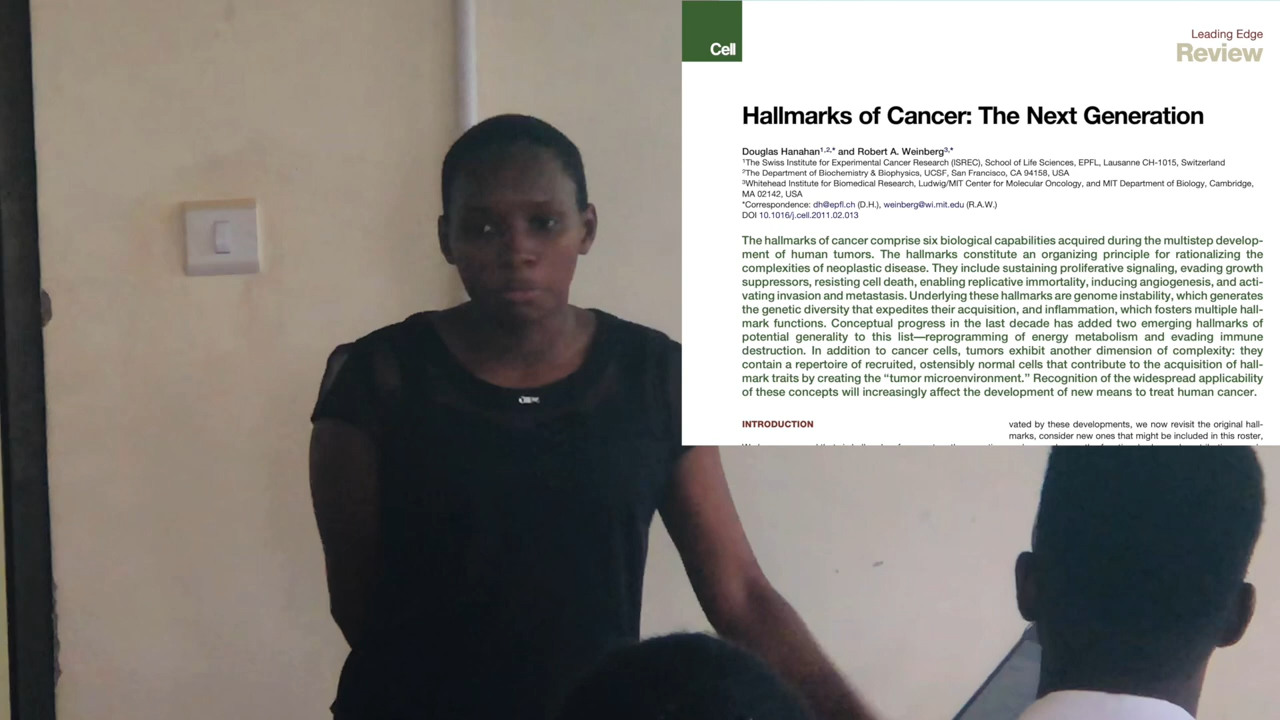 Cell
Leading Edge
Review
Hallmarks of Cancer: The Next Generation
Douglas Hanahan1,2,* and Robert A. Weinberg3,*
1The Swiss Institute for Experimental Cancer Research (ISREC), School of Life Sciences, EPFL, Lausanne CH-1015, Switzerland
2The Department of Biochemistry & Biophysics, UCSF, San Francisco, CA 94158, USA
3Whitehead Institute for Biomedical Research, Ludwig/MIT Center for Molecular Oncology, and MIT Department of Biology, Cambridge,
MA 02142, USA
*Correspondence: dh@epfl.ch (D.H.), weinberg@wi.mit.edu (R.A.W.)
DOI 10.1016/j.cell.2011.02.013
The hallmarks of cancer comprise six biological capabilities acquired during the multistep develop-
ment of human tumors. The hallmarks constitute an organizing principle for rationalizing the
complexities of neoplastic disease. They include sustaining proliferative signaling, evading growth
suppressors, resisting cell death, enabling replicative immortality, inducing angiogenesis, and acti-
vating invasion and metastasis. Underlying these hallmarks are genome instability, which generates
the genetic diversity that expedites their acquisition, and inflammation, which fosters multiple hall-
mark functions. Conceptual progress in the last decade has added two emerging hallmarks of
potential generality to this list—reprogramming of energy metabolism and evading immune
destruction. In addition to cancer cells, tumors exhibit another dimension of complexity: they
contain a repertoire of recruited, ostensibly normal cells that contribute to the acquisition of hall-
mark traits by creating the “tumor microenvironment.” Recognition of the widespread applicability
of these concepts will increasingly affect the development of new means to treat human cancer.
INTRODUCTION
vated by these developments, we now revisit the original hall-
marks, consider new ones that might be included in this roster,